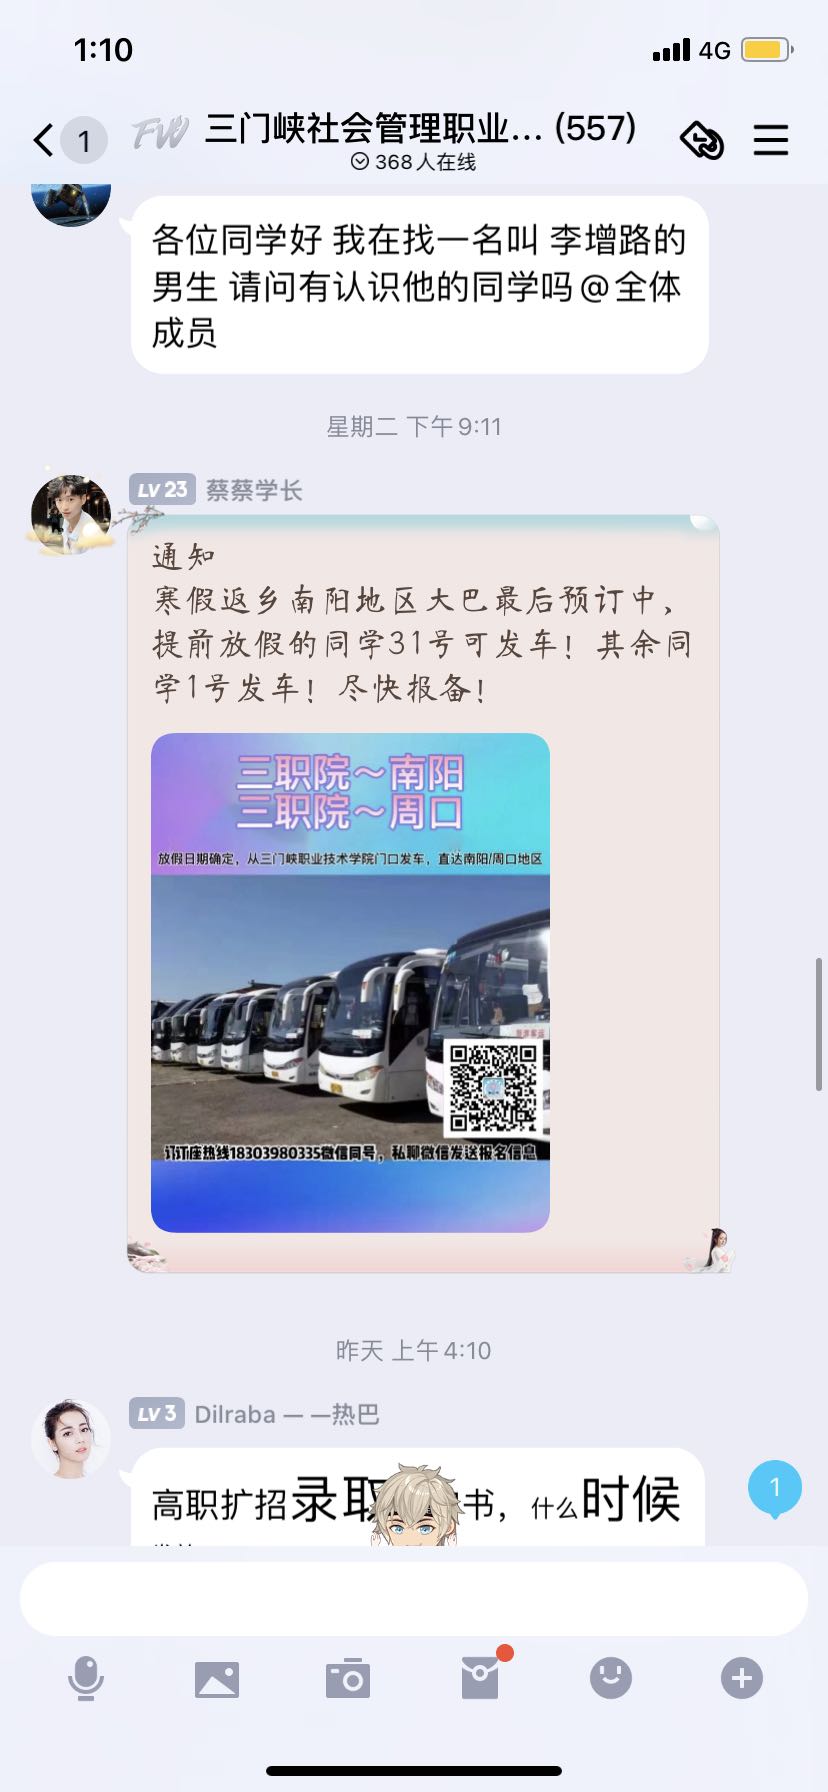 1:10
4G
1
FW
三门峡社会管理职业... (557)
368人在线
各位同学好 我在找一名叫 李增路的
男生 请问有认识他的同学吗@全体
成员
星期二 下午9:11
LV 23 蔡蔡学长
通知
寒假返乡南阳地区大巴最后预订中，
提前放假的同学31号可发车！其余同
学1号发车！尽快报备！
三职院～南阳
三职院～周口
放假日期确定，从三门峡职业技术学院门口发车，直达南阳/周口地区
订座热线18303980335微信同号，私聊微信发送报名信息
昨天 上午4:10
LV 3 Dilraba — —热巴
高职扩招录取 书，什么时候
1